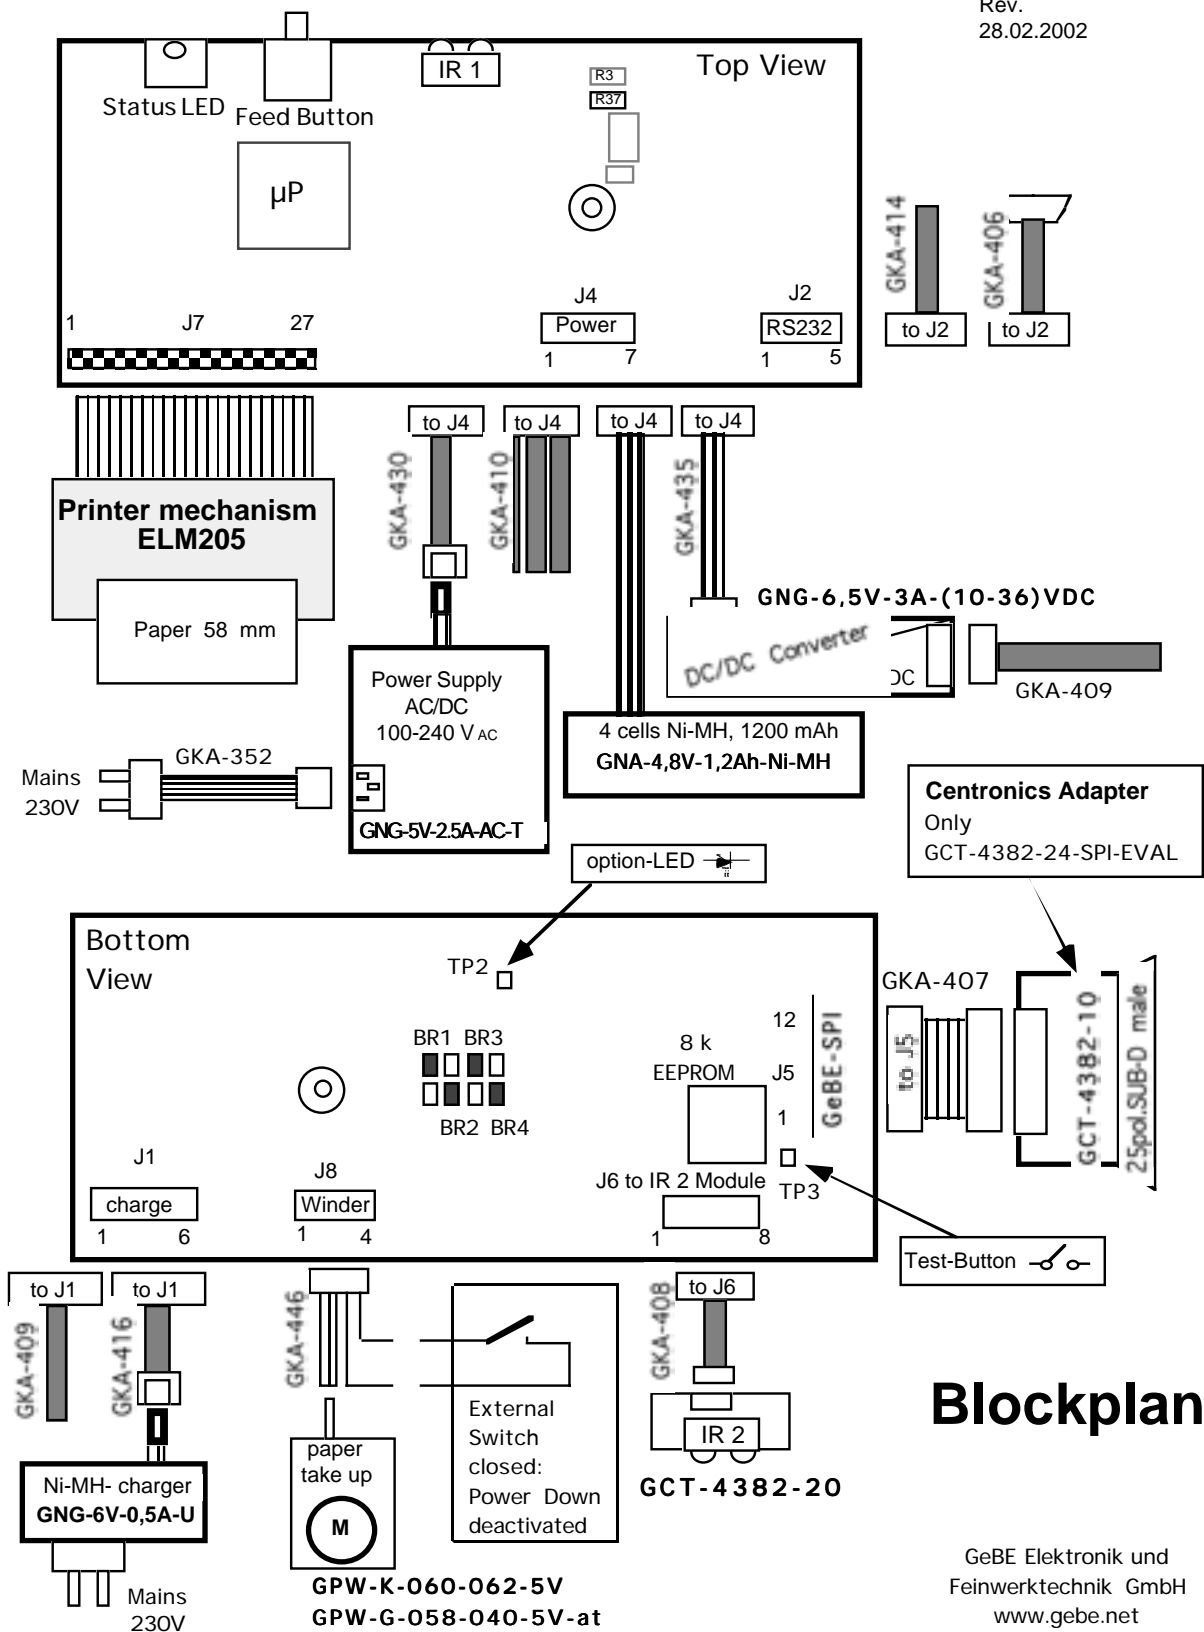 Rev.
28.02.2002
Top View
IR 1
R3
R37
Status LED
Feed Button
µP
GKA-414
GKA-406
J4
J2
1 J7 27
Power
RS232
to J2
to J2
1 7
1 5
to J4
to J4
to J4
to J4
GKA-430
GKA-410
GKA-435
Printer mechanism
ELM205
GNG-6,5V-3A-(10-36)VDC
Paper 58 mm
DC/DC Converter
DC
GKA-409
Power Supply
AC/DC
100-240 V AC
4 cells Ni-MH, 1200 mAh
GNA-4,8V-1,2Ah-Ni-MH
GKA-352
Mains
230V
GNG-5V-2.5A-AC-T
Centronics Adapter
Only
GCT-4382-24-SPI-EVAL
option-LED
Bottom
View
TP2
GKA-407
12
8 k
EEPROM
J5
1
GeBE-SPI
to J5
GCT-4382-10
25pol.SUB-D male
BR1 BR3
BR2 BR4
J1
J8
J6 to IR 2 Module
TP3
charge
Winder
1 6
1 4
1 8
Test-Button
to J1
to J1
to J6
GKA-409
GKA-416
GKA-446
GKA-408
External
Switch
closed:
Power Down
deactivated
IR 2
GCT-4382-20
Blockplan
paper
take up
M
Ni-MH- charger
GNG-6V-0,5A-U
Mains
230V
GPW-K-060-062-5V
GPW-G-058-040-5V-at
GeBE Elektronik und
Feinwerktechnik GmbH
www.gebe.net